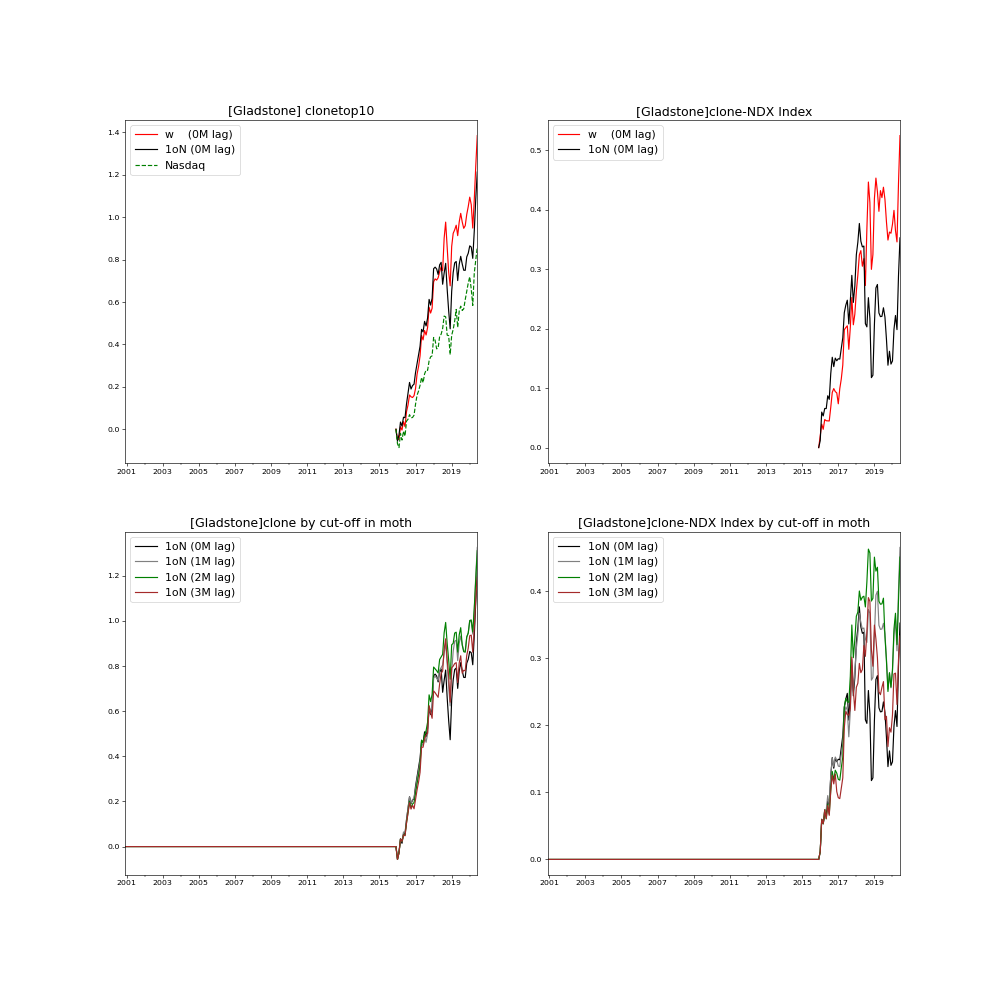 [Gladstone] clonetop10
w    (0M lag)
1oN (0M lag)
Nasdaq
1.4
1.2
1.0
0.8
0.6
0.4
0.2
0.0
2001 2003 2005 2007 2009 2011 2013 2015 2017 2019
[Gladstone]clone-NDX Index
w    (0M lag)
1oN (0M lag)
0.5
0.4
0.3
0.2
0.1
0.0
2001 2003 2005 2007 2009 2011 2013 2015 2017 2019
[Gladstone]clone by cut-off in moth
1oN (0M lag)
1oN (1M lag)
1oN (2M lag)
1oN (3M lag)
1.2
1.0
0.8
0.6
0.4
0.2
0.0
2001 2003 2005 2007 2009 2011 2013 2015 2017 2019
[Gladstone]clone-NDX Index by cut-off in moth
1oN (0M lag)
1oN (1M lag)
1oN (2M lag)
1oN (3M lag)
0.4
0.3
0.2
0.1
0.0
2001 2003 2005 2007 2009 2011 2013 2015 2017 2019